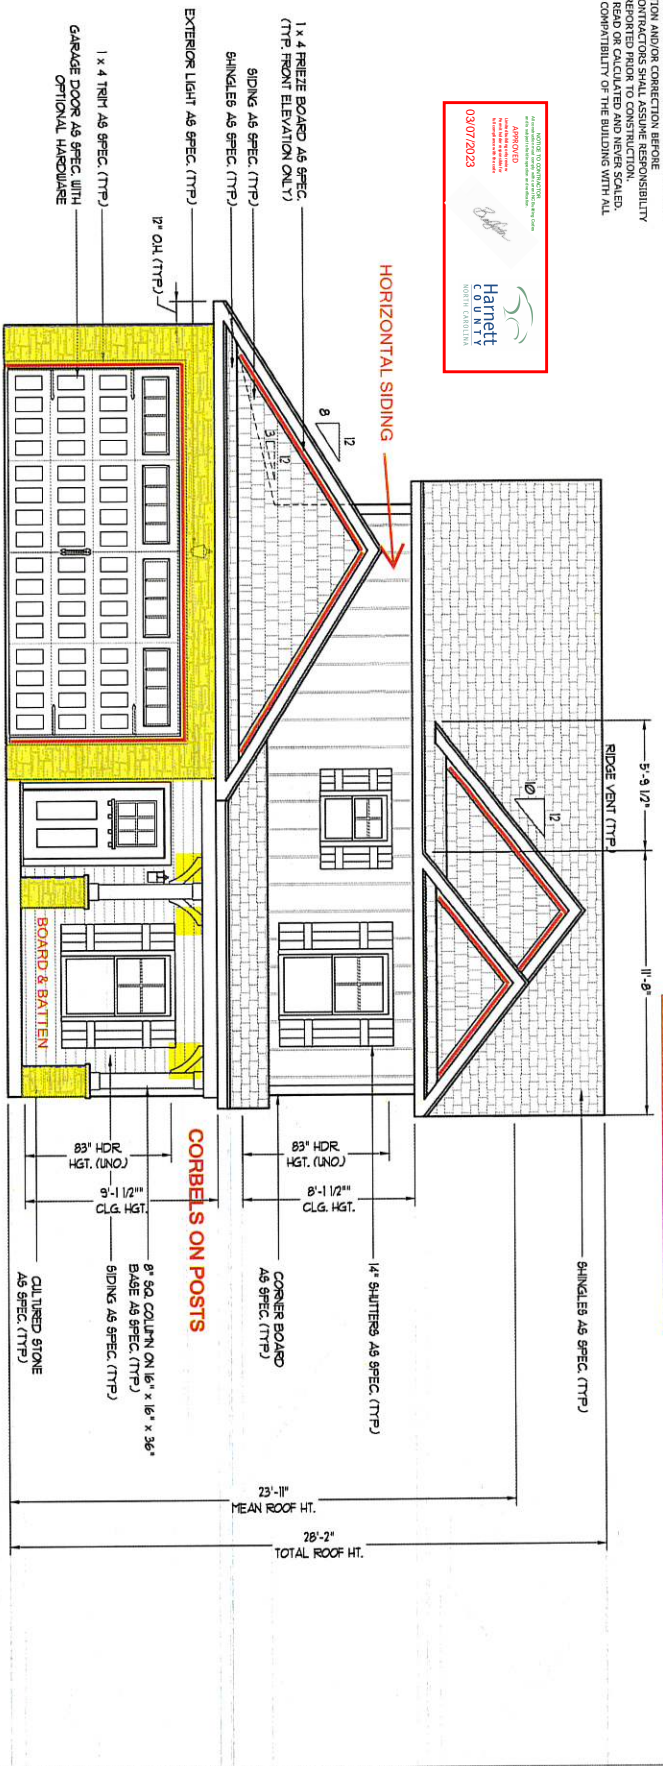 TION AND/OR CORRECTION BEFORE
ONTRACTORS SHALL ASSUME RESPONSIBILITY
REPORTED PRIOR TO CONSTRUCTION.
READ OR CALCULATED AND NEVER SCALED.
COMPATIBILITY OF THE BUILDING WITH ALL
NOTICE TO CONTRACTOR
APPROVED
03/07/2023
Harnett
COUNTY
NORTH CAROLINA
HORIZONTAL SIDING
5'-9 1/2"
11'-8"
RIDGE VENT (TYP.)
12
10
SHINGLES AS SPEC. (TYP.)
1 x 4 FRIEZE BOARD AS SPEC.
(TYP. FRONT ELEVATION ONLY)
SIDING AS SPEC. (TYP.)
SHINGLES AS SPEC. (TYP.)
EXTERIOR LIGHT AS SPEC. (TYP.)
12" O.H. (TYP.)
1 x 4 TRIM AS SPEC. (TYP.)
GARAGE DOOR AS SPEC. WITH
OPTIONAL HARDWARE
12
8
12
3
BOARD & BATTEN
83" HDR.
HGT. (UNO.)
8'-1 1/2""
CLG. HGT.
83" HDR.
HGT. (UNO.)
9'-1 1/2""
CLG. HGT.
14" SHUTTERS AS SPEC. (TYP.)
CORNER BOARD
AS SPEC. (TYP.)
CORBELS ON POSTS
8" SQ. COLUMN ON 16" x 16" x 36"
BASE AS SPEC. (TYP.)
SIDING AS SPEC. (TYP.)
CULTURED STONE
AS SPEC. (TYP.)
23'-11"
MEAN ROOF HT.
28'-2"
TOTAL ROOF HT.